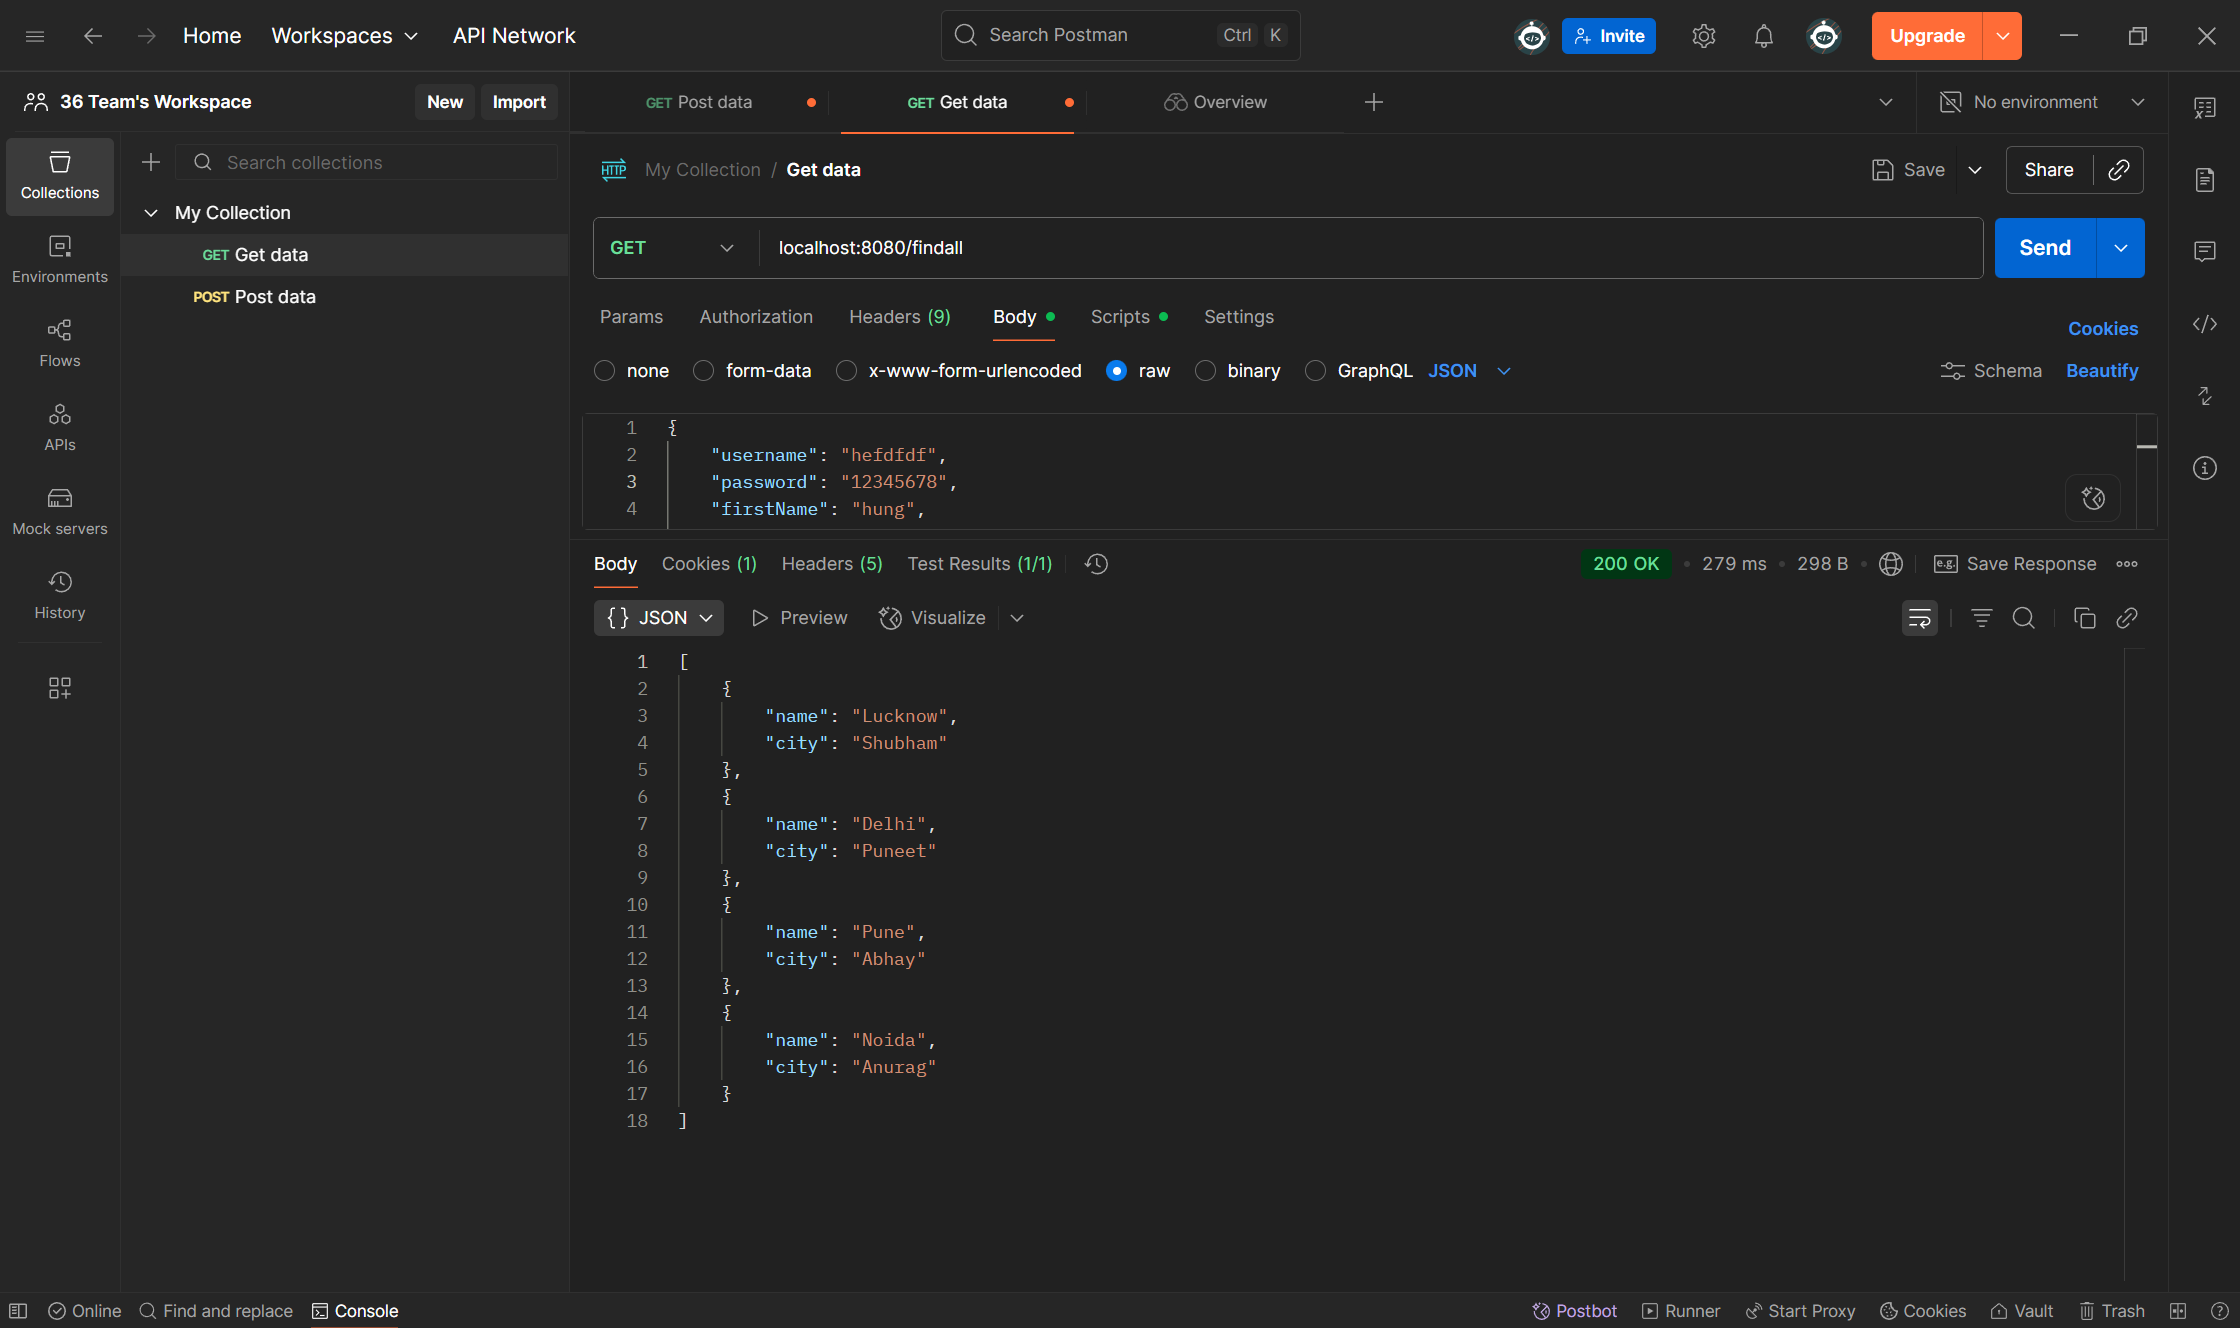 Home Workspaces API Network Search Postman Ctrl K Invite Upgrade
36 Team's Workspace New Import
GET Post data GET Get data Overview No environment
Collections
Search collections
My Collection
GET Get data
POST Post data
Environments
Flows
APIs
Mock servers
History
HTTP My Collection / Get data Save Share
GET localhost:8080/findall Send
Params Authorization Headers (9) Body Scripts Settings Cookies
none form-data x-www-form-urlencoded raw binary GraphQL JSON Schema Beautify
1 {
2 "username": "hefdfdf",
3 "password": "12345678",
4 "firstName": "hung",
Body Cookies (1) Headers (5) Test Results (1/1) 200 OK • 279 ms • 298 B • e.g. Save Response
{} JSON Preview Visualize
1 [
2 {
3 "name": "Lucknow",
4 "city": "Shubham"
5 },
6 {
7 "name": "Delhi",
8 "city": "Puneet"
9 },
10 {
11 "name": "Pune",
12 "city": "Abhay"
13 },
14 {
15 "name": "Noida",
16 "city": "Anurag"
17 }
18 ]
Online Find and replace Console Postbot Runner Start Proxy Cookies Vault Trash